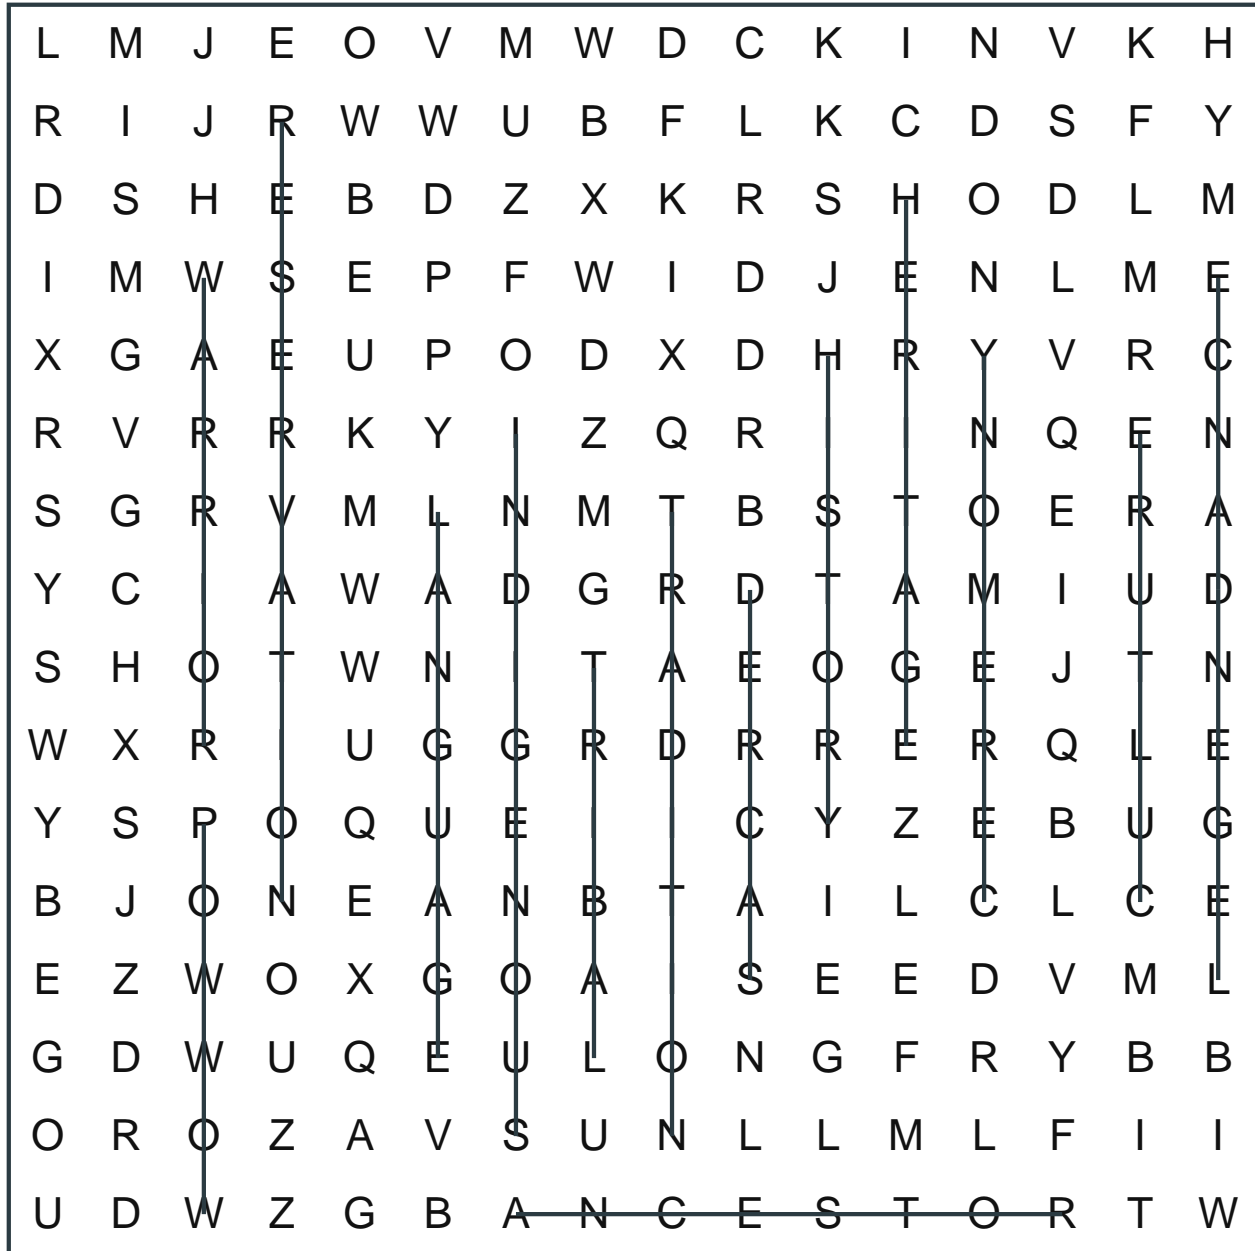 L M J E O V M W D C K I N V K H
R I J R W W U B F L K C D S F Y
D S H E B D Z X K R S H O D L M
I M W S E P F W I D J E N L M E
X G A E U P O D X D H R Y V R C
R V R R K Y I Z Q R I I N Q E N
S G R V M L N M T B S T O E R A
Y C I A W A D G R D T A M I U D
S H O T W N I T A E O G E J T N
W X R I U G G R D R R E R Q L E
Y S P O Q U E I I C Y Z E B U G
B J O N E A N B T A I L C L C E
E Z W O X G O A I S E E D V M L
G D W U Q E U L O N G F R Y B B
O R O Z A V S U N L L M L F I I
U D W Z G B A N C E S T O R T W